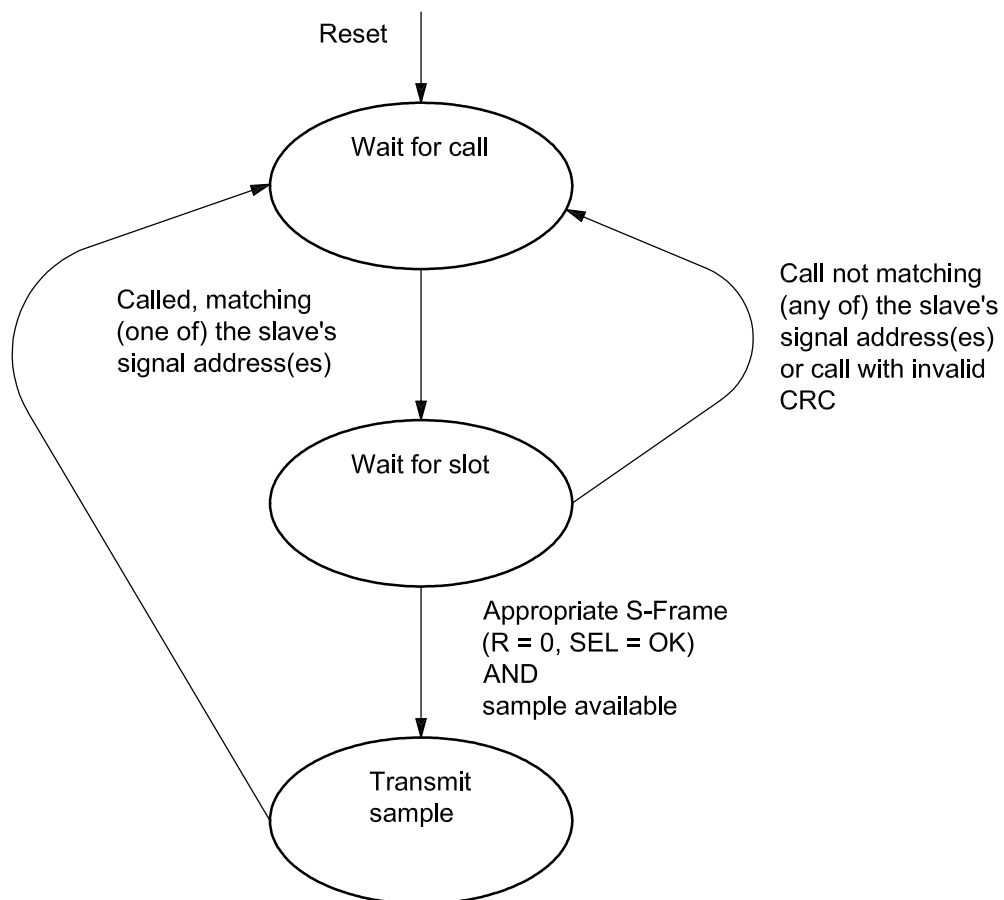 Reset
Wait for call
Called, matching
(one of) the slave's
signal address(es)
Call not matching
(any of) the slave's
signal address(es)
or call with invalid
CRC
Wait for slot
Appropriate S-Frame
(R = 0, SEL = OK)
AND
sample available
Transmit
sample